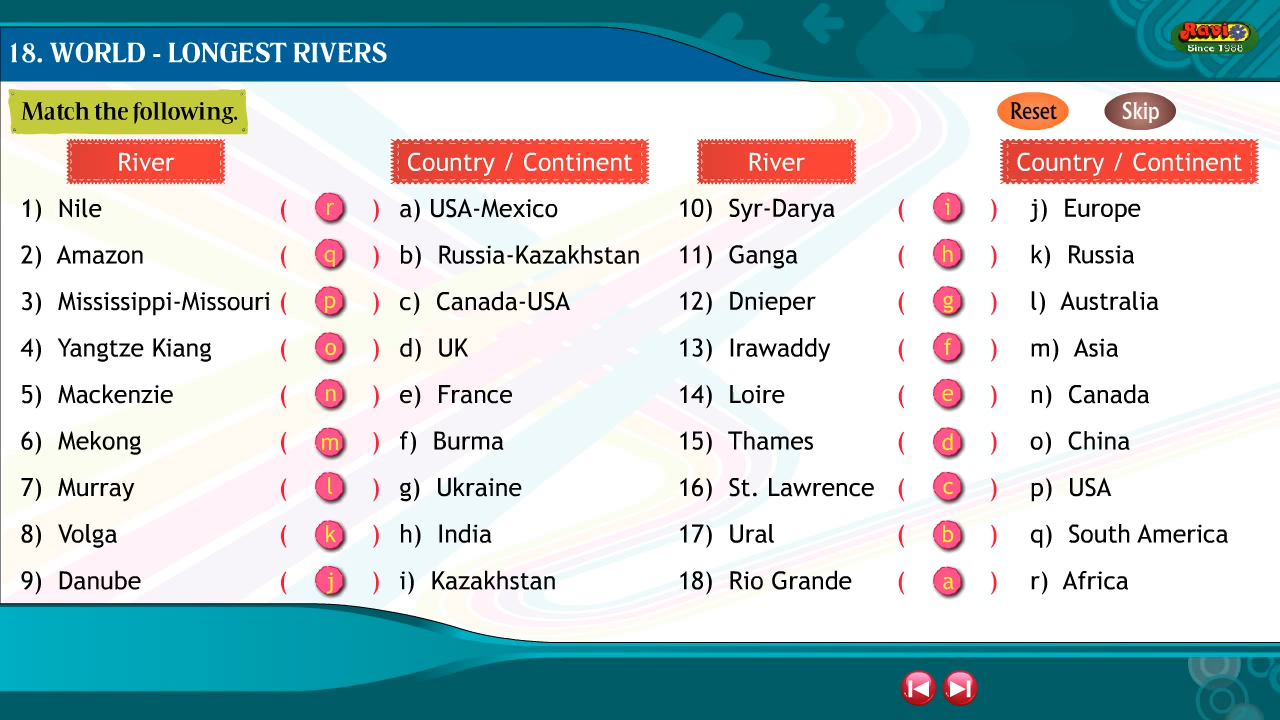 18. WORLD - LONGEST RIVERS
Ravi
Since 1988
Match the following.
Reset
Skip
River
Country / Continent
River
Country / Continent
1) Nile ( r ) a) USA-Mexico 10) Syr-Darya ( i ) j) Europe
2) Amazon ( q ) b) Russia-Kazakhstan 11) Ganga ( h ) k) Russia
3) Mississippi-Missouri ( p ) c) Canada-USA 12) Dnieper ( g ) l) Australia
4) Yangtze Kiang ( o ) d) UK 13) Irawaddy ( f ) m) Asia
5) Mackenzie ( n ) e) France 14) Loire ( e ) n) Canada
6) Mekong ( m ) f) Burma 15) Thames ( d ) o) China
7) Murray ( l ) g) Ukraine 16) St. Lawrence ( c ) p) USA
8) Volga ( k ) h) India 17) Ural ( b ) q) South America
9) Danube ( j ) i) Kazakhstan 18) Rio Grande ( a ) r) Africa